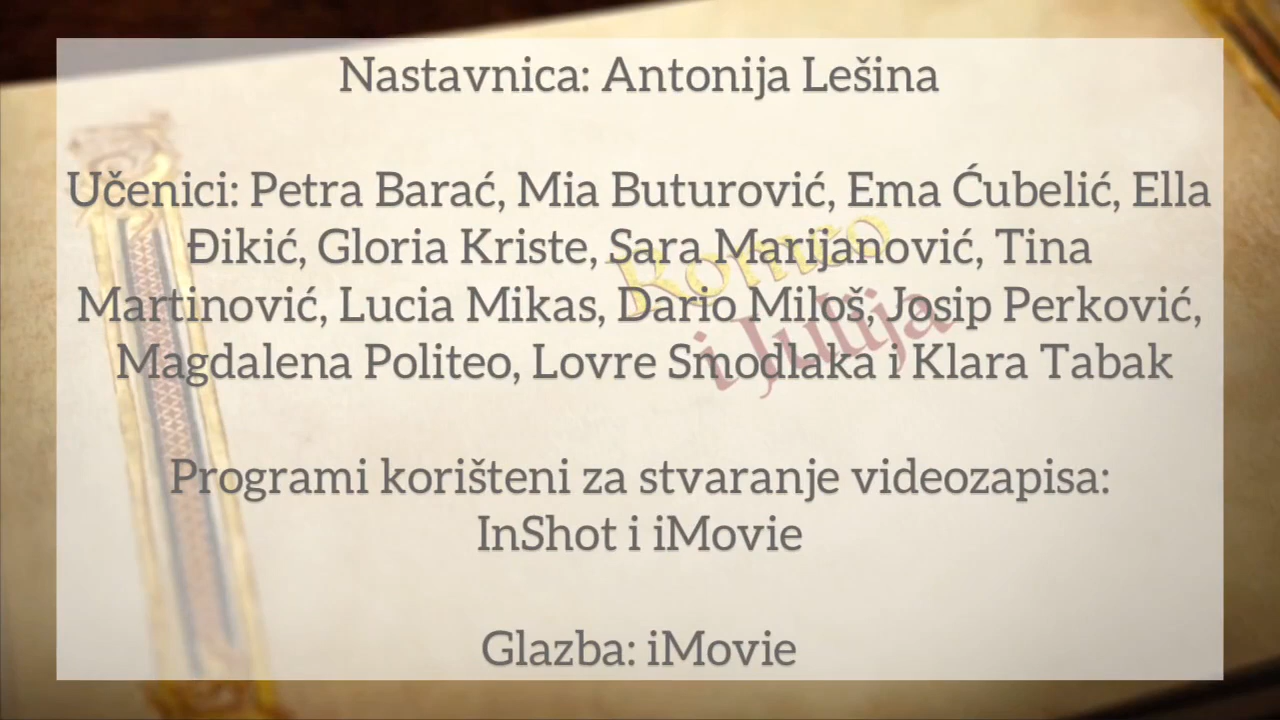 Nastavnica: Antonija Lešina
Učenici: Petra Barać, Mia Buturović, Ema Ćubelić, Ella
Đikić, Gloria Kriste, Sara Marijanović, Tina
Martinović, Lucia Mikas, Dario Miloš, Josip Perković,
Magdalena Politeo, Lovre Smodlaka i Klara Tabak
Programi korišteni za stvaranje videozapisa:
InShot i iMovie
Glazba: iMovie
Romeo
i Julija